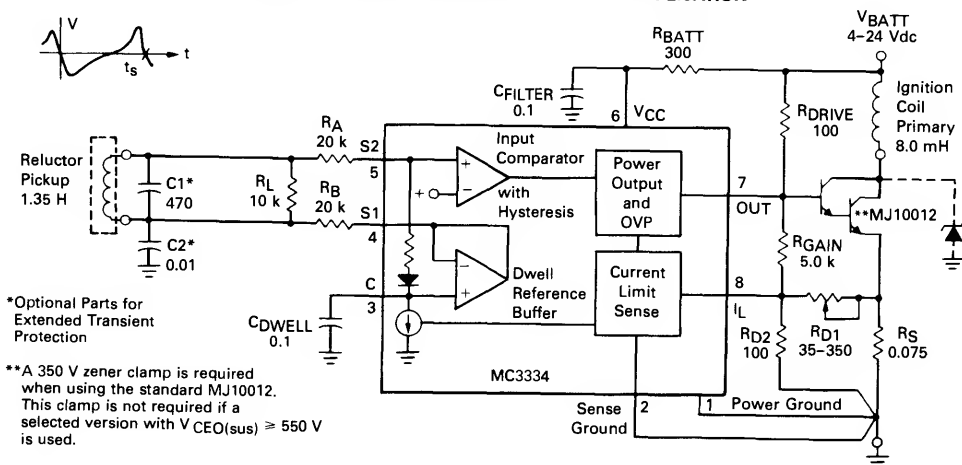 V
t
ts
VBATT
4–24 Vdc
RBATT
300
CFILTER
0.1
6
VCC
RDRIVE
100
Ignition
Coil
Primary
8.0 mH
Reluctor
Pickup
1.35 H
C1*
470
C2*
0.01
RL
10 k
RA
20 k
RB
20 k
S2
5
S1
4
C
3
CDWELL
0.1
Input
Comparator
with
Hysteresis
+
−
+
Dwell
Reference
Buffer
−
+
Power
Output
and
OVP
Current
Limit
Sense
MC3334
7
OUT
**MJ10012
RGAIN
5.0 k
8
IL
RD2
100
RD1
35–350
RS
0.075
Sense
Ground
2
1
Power Ground
*Optional Parts for
Extended Transient
Protection
**A 350 V zener clamp is required
when using the standard MJ10012.
This clamp is not required if a
selected version with VCEO(sus) ≥ 550 V
is used.